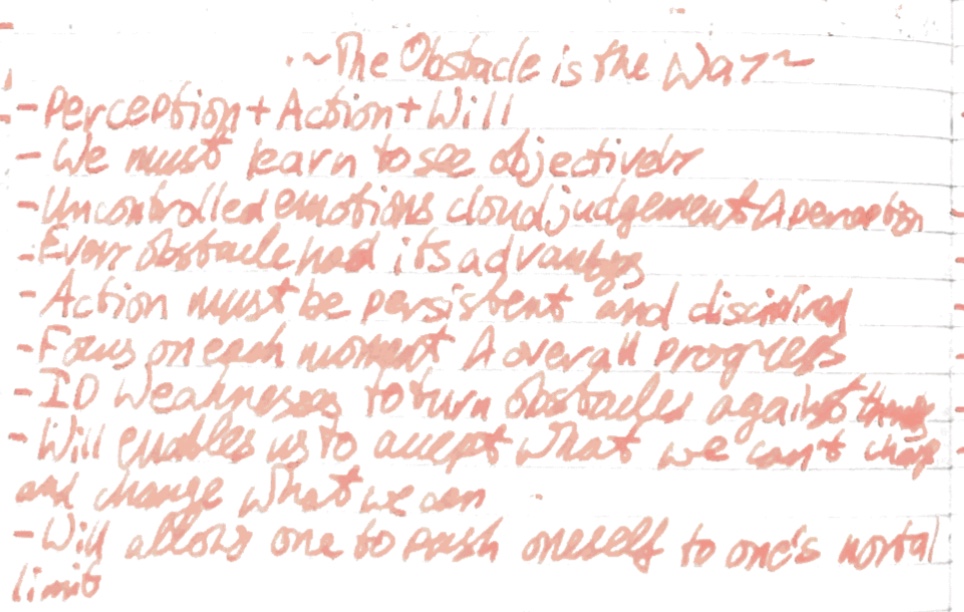 ~The Obstacle is the Way~
- Perception + Action + Will
- We must learn to see objectively
- Uncontrolled emotions cloud judgement & perception
- Every obstacle had its advantages
- Action must be persistent and disciplined
- Focus on each moment & overall progress
- ID weaknesses to turn obstacles against
- Will enables us to accept what we can't change
and change what we can
- Will allows one to push oneself to one's mortal
limit